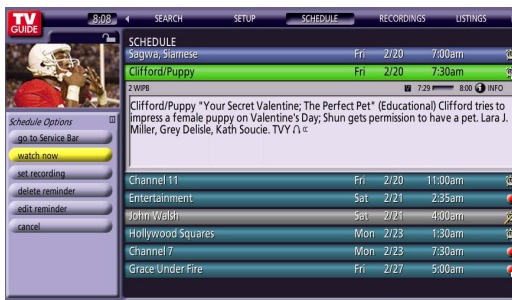 TV
GUIDE
8:08
SEARCH SETUP SCHEDULE RECORDINGS LISTINGS
SCHEDULE
Sagwa, Siamese Fri 2/20 7:00am
Clifford/Puppy Fri 2/20 7:30am
2 WIPB 7:29 8:00 INFO
Clifford/Puppy "Your Secret Valentine; The Perfect Pet" (Educational) Clifford tries to
impress a female puppy on Valentine's Day; Shun gets permission to have a pet. Lara J.
Miller, Grey Delisle, Kath Soucie. TVY
Schedule Options
go to Service Bar
watch now
set recording
delete reminder
edit reminder
cancel
Channel 11 Fri 2/20 11:00am
Entertainment Sat 2/21 2:35am
John Walsh Sat 2/21 4:00am
Hollywood Squares Mon 2/23 1:30am
Channel 7 Mon 2/23 7:30am
Grace Under Fire Fri 2/27 5:00am